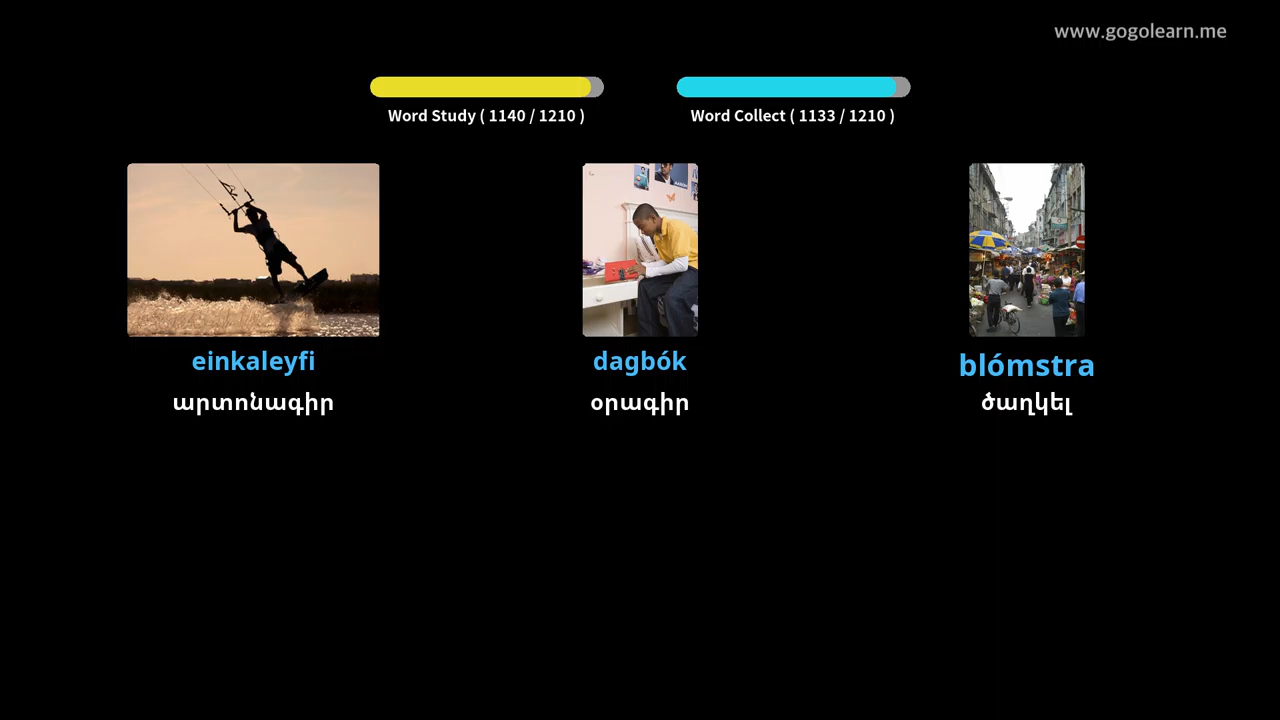 www.gogolearn.me
Word Study ( 1140 / 1210 )
Word Collect ( 1133 / 1210 )
einkaleyfi
dagbók
blómstra
արտոնագիր
օրագիր
ծաղկել